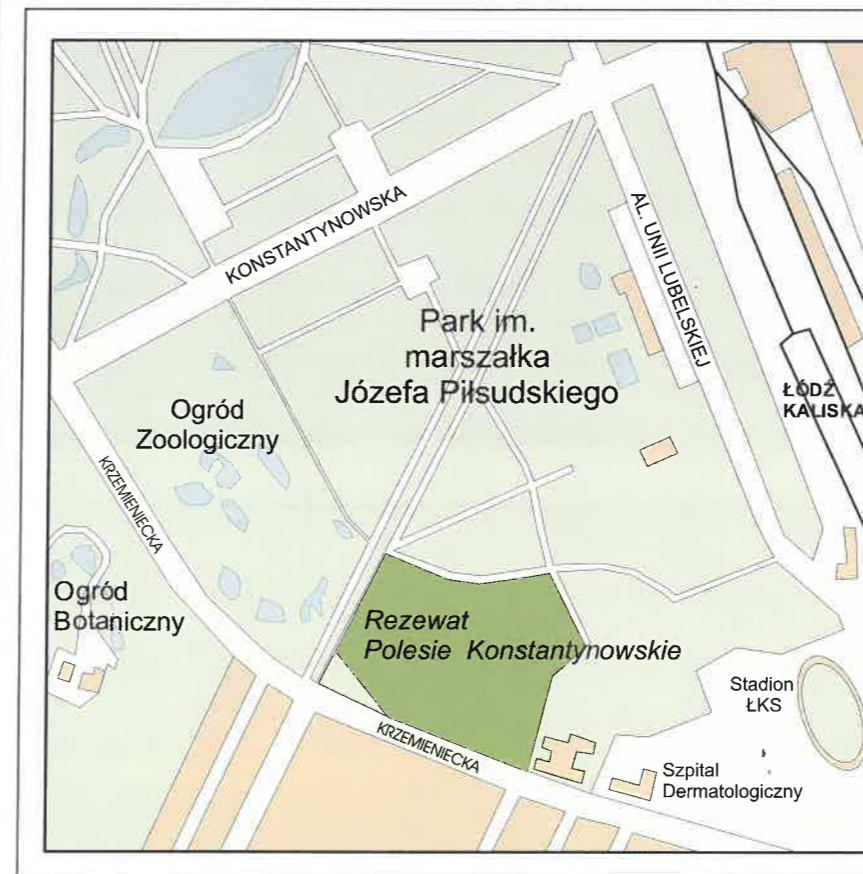 KONSTANTYNOWSKA
AL. UNII LUBELSKIEJ
Park im.
marszałka
Józefa Piłsudskiego
ŁÓDŹ
KALISKA
Ogród
Zoologiczny
KRZEMIENIECKA
Ogród
Botaniczny
Rezewat
Polesie Konstantynowskie
Stadion
ŁKS
KRZEMIENIECKA
Szpital
Dermatologiczny